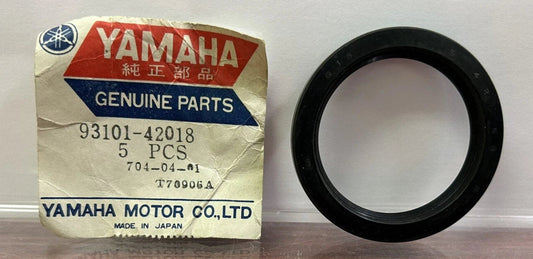 YAMAHA
純正部品
GENUINE PARTS
93101-42018
5 PCS
704-04-01
T70906A
YAMAHA MOTOR CO.,LTD
MADE IN JAPAN